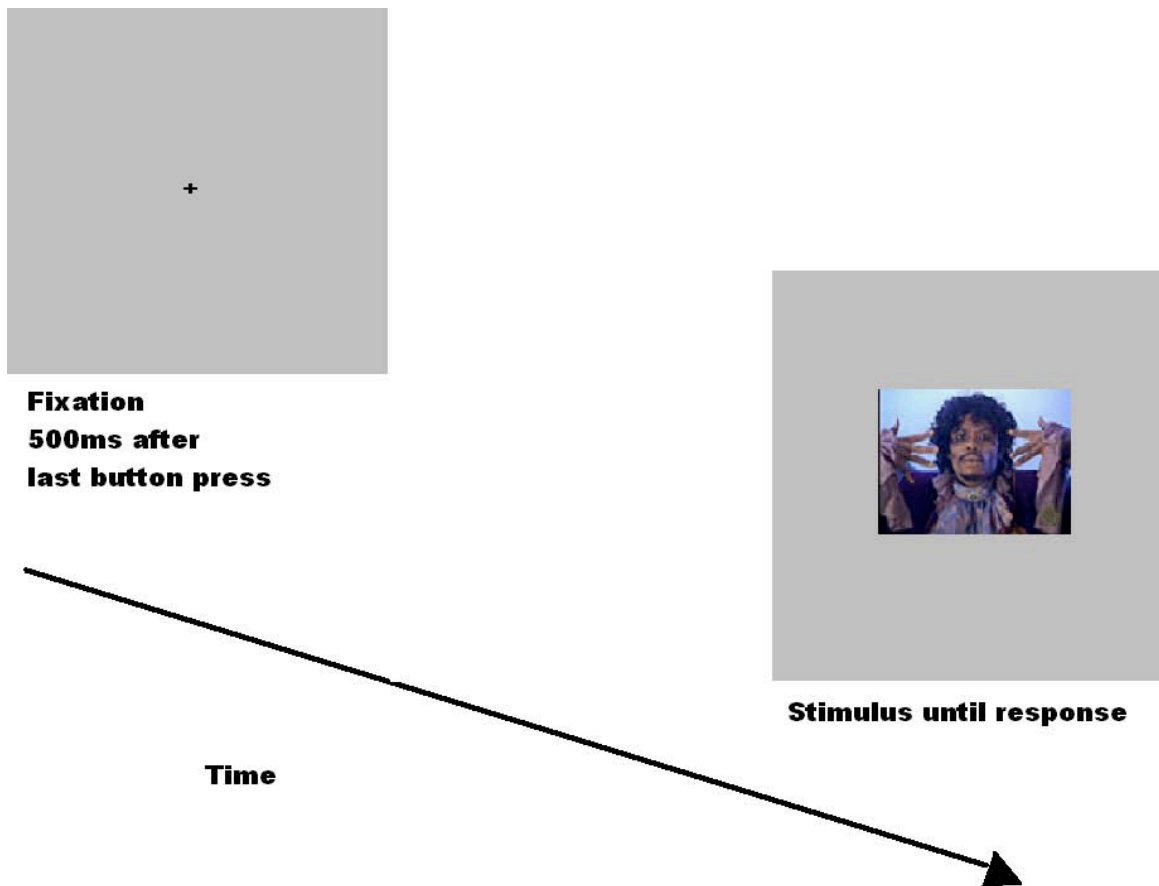 Fixation
500ms after
last button press
Stimulus until response
Time